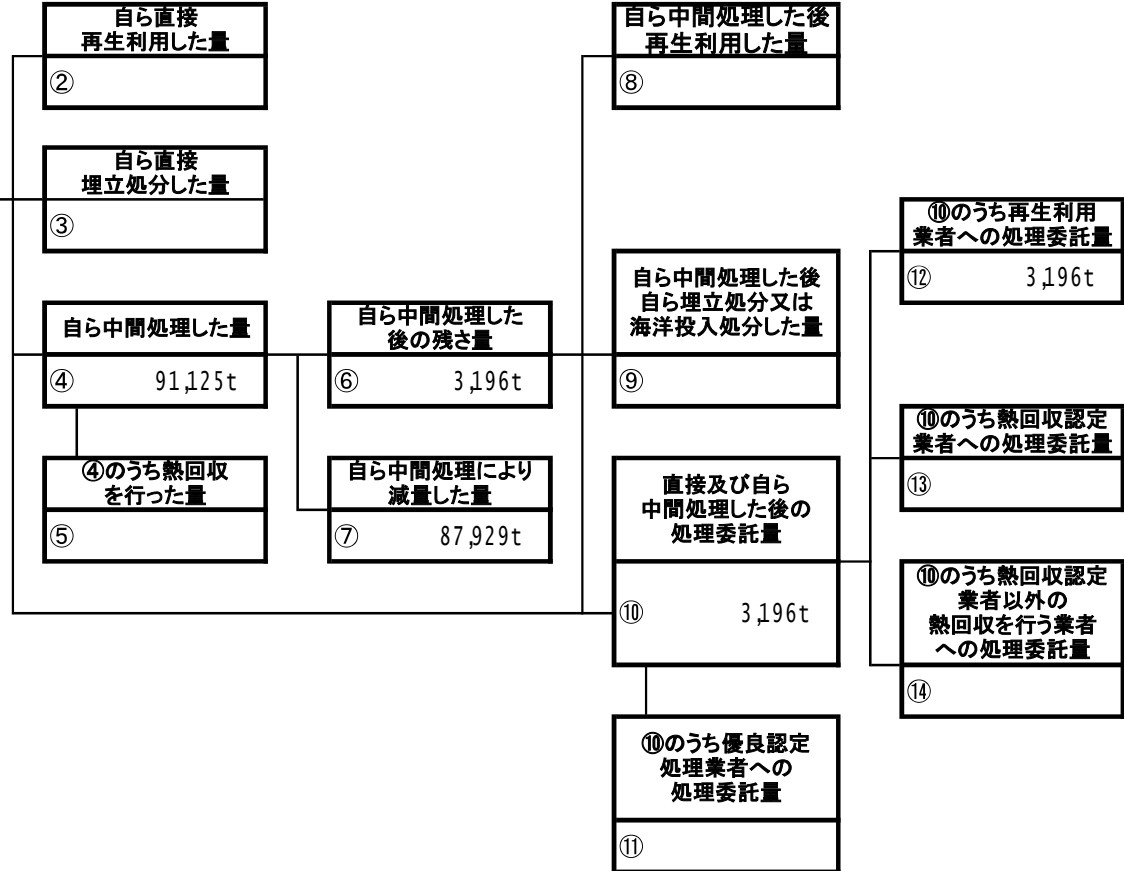 自ら直接
再生利用した量
②
自ら直接
埋立処分した量
③
自ら中間処理した量
④ 91,125t
④のうち熱回収
を行った量
⑤
自ら中間処理した
後の残さ量
⑥ 3,196t
自ら中間処理により
減量した量
⑦ 87,929t
自ら中間処理した後
再生利用した量
⑧
自ら中間処理した後
自ら埋立処分又は
海洋投入処分した量
⑨
直接及び自ら
中間処理した後の
処理委託量
⑩ 3,196t
⑩のうち優良認定
処理業者への
処理委託量
⑪
⑩のうち再生利用
業者への処理委託量
⑫ 3,196t
⑩のうち熱回収認定
業者への処理委託量
⑬
⑩のうち熱回収認定
業者以外の
熱回収を行う業者
への処理委託量
⑭